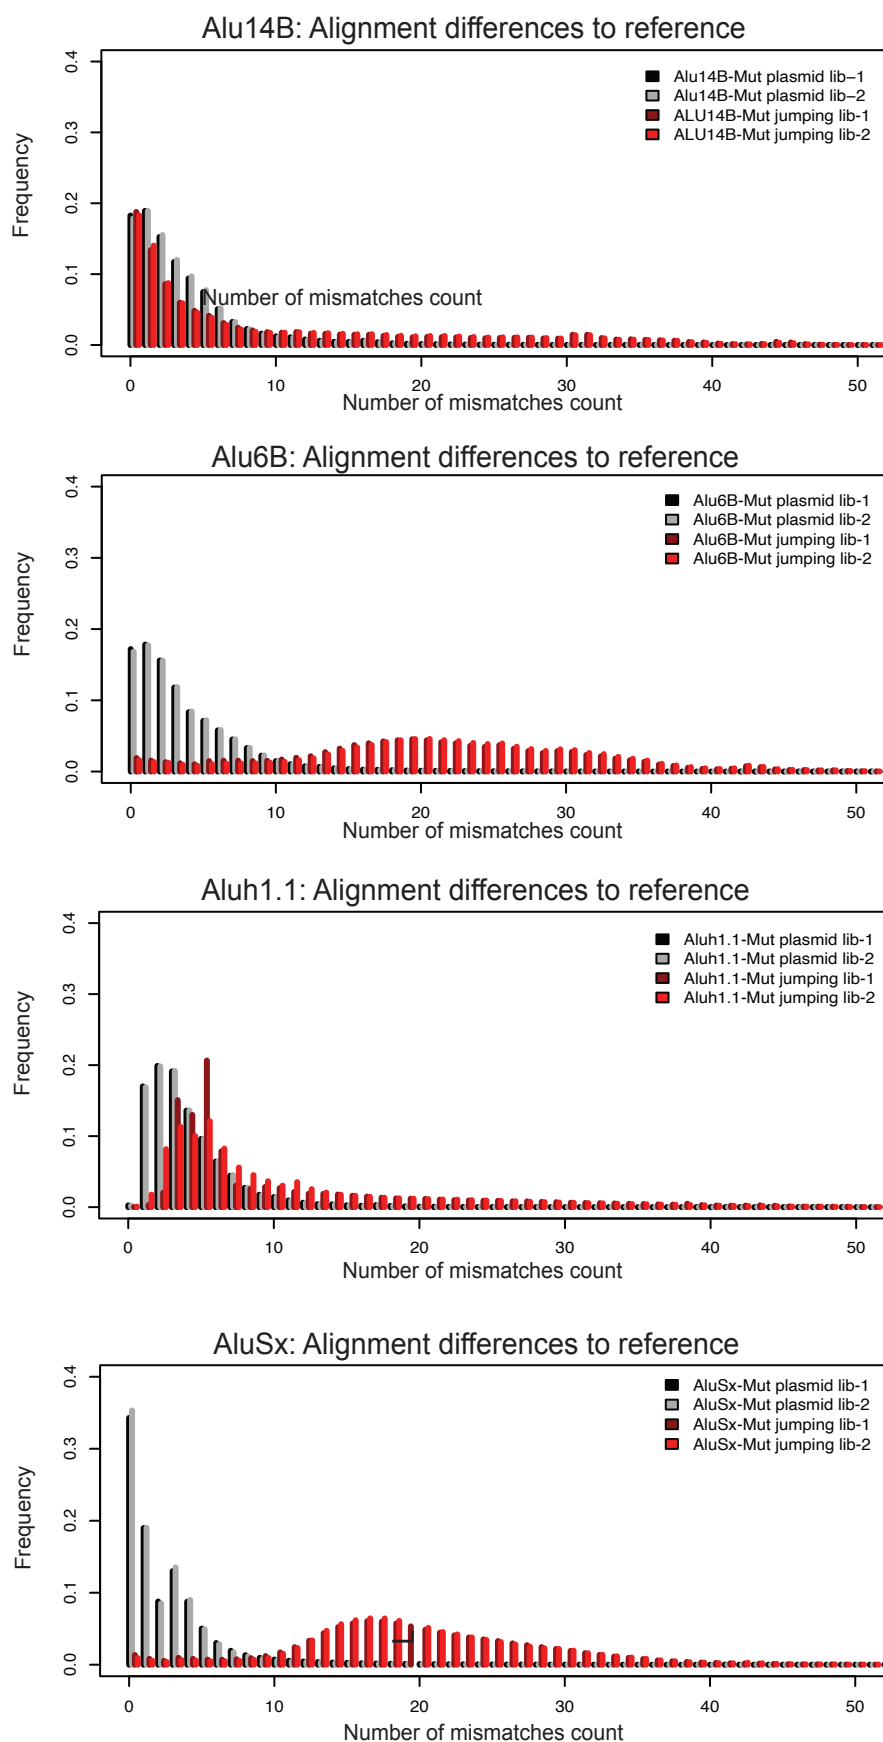 Alu14B: Alignment differences to reference
Frequency
0.4
0.3
0.2
0.1
0.0
Alu14B-Mut plasmid lib−1
Alu14B-Mut plasmid lib−2
ALU14B-Mut jumping lib-1
ALU14B-Mut jumping lib-2
Number of mismatches count
0 10 20 30 40 50
Number of mismatches count
Alu6B: Alignment differences to reference
Frequency
0.4
0.3
0.2
0.1
0.0
Alu6B-Mut plasmid lib-1
Alu6B-Mut plasmid lib-2
Alu6B-Mut jumping lib-1
Alu6B-Mut jumping lib-2
0 10 20 30 40 50
Number of mismatches count
Aluh1.1: Alignment differences to reference
Frequency
0.4
0.3
0.2
0.1
0.0
Aluh1.1-Mut plasmid lib-1
Aluh1.1-Mut plasmid lib-2
Aluh1.1-Mut jumping lib-1
Aluh1.1-Mut jumping lib-2
0 10 20 30 40 50
Number of mismatches count
AluSx: Alignment differences to reference
Frequency
0.4
0.3
0.2
0.1
0.0
AluSx-Mut plasmid lib-1
AluSx-Mut plasmid lib-2
AluSx-Mut jumping lib-1
AluSx-Mut jumping lib-2
0 10 20 30 40 50
Number of mismatches count